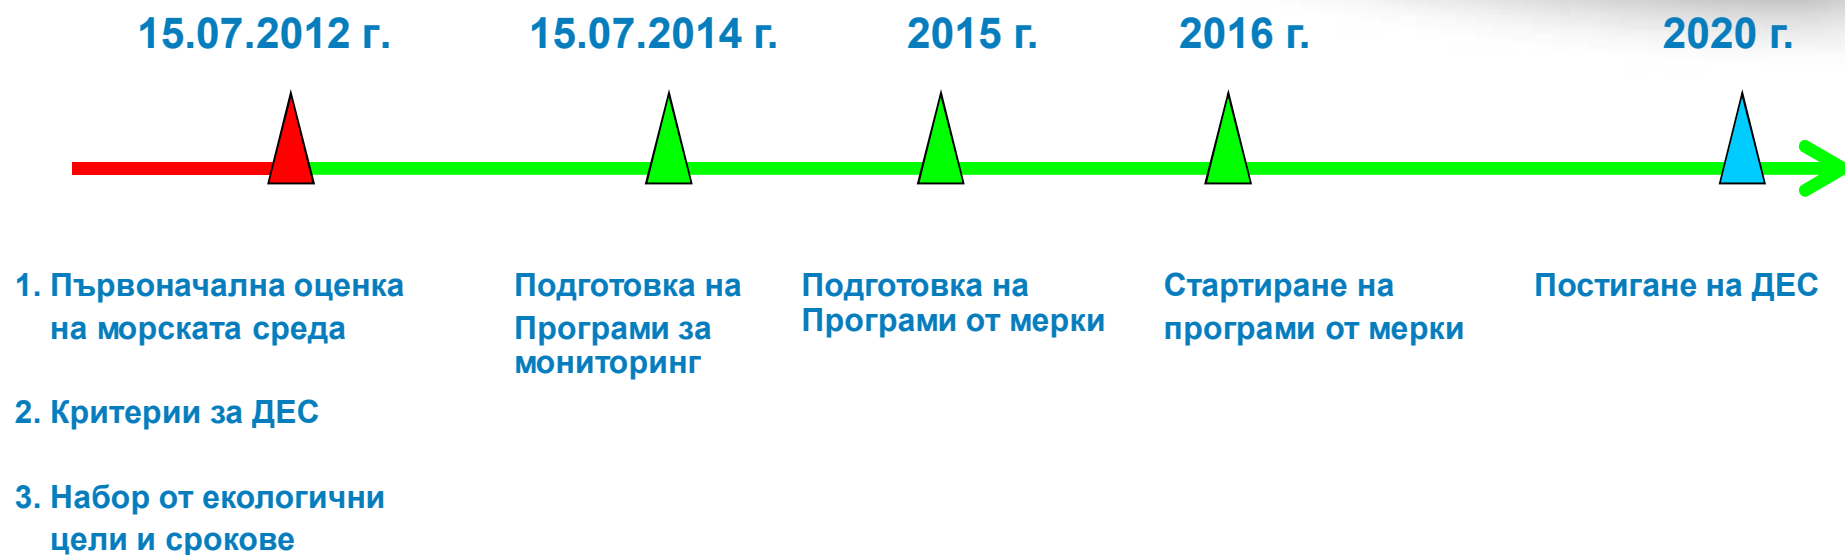 15.07.2012 г.
15.07.2014 г.
2015 г.
2016 г.
2020 г.
1. Първоначална оценка
на морската среда
2. Критерии за ДЕС
3. Набор от екологични
цели и срокове
Подготовка на
Програми за
мониторинг
Подготовка на
Програми от мерки
Стартиране на
програми от мерки
Постигане на ДЕС